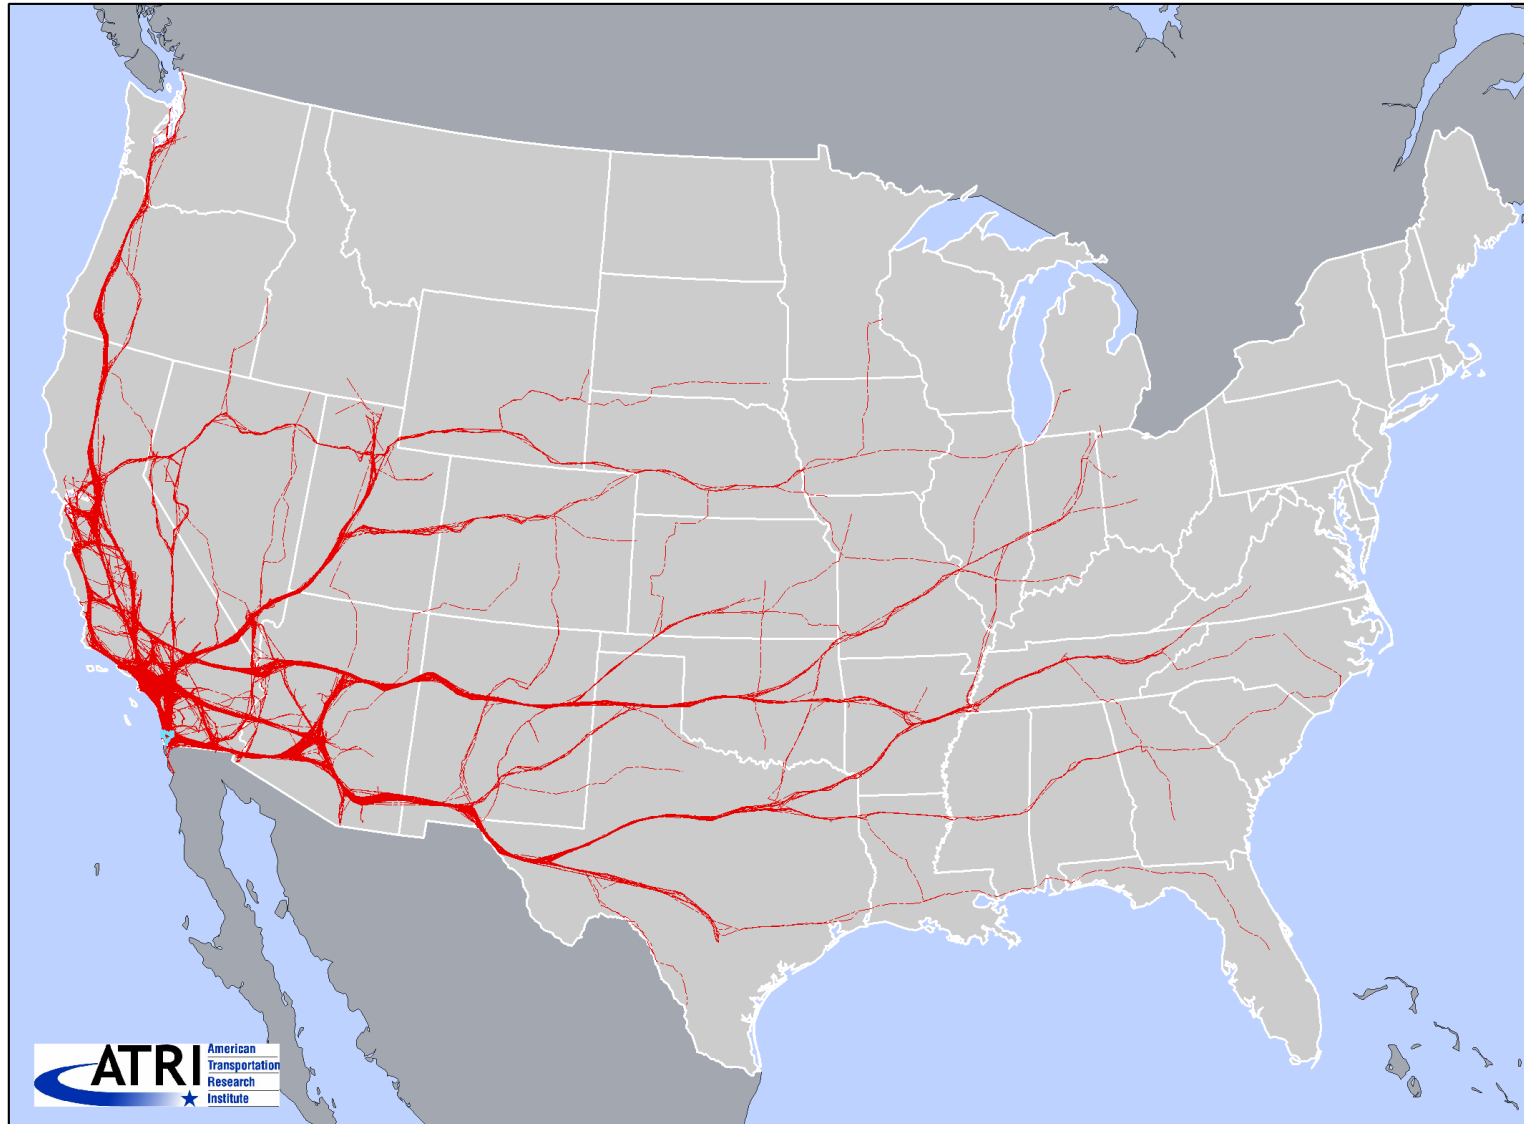 ATRI
American
Transportation
Research
Institute